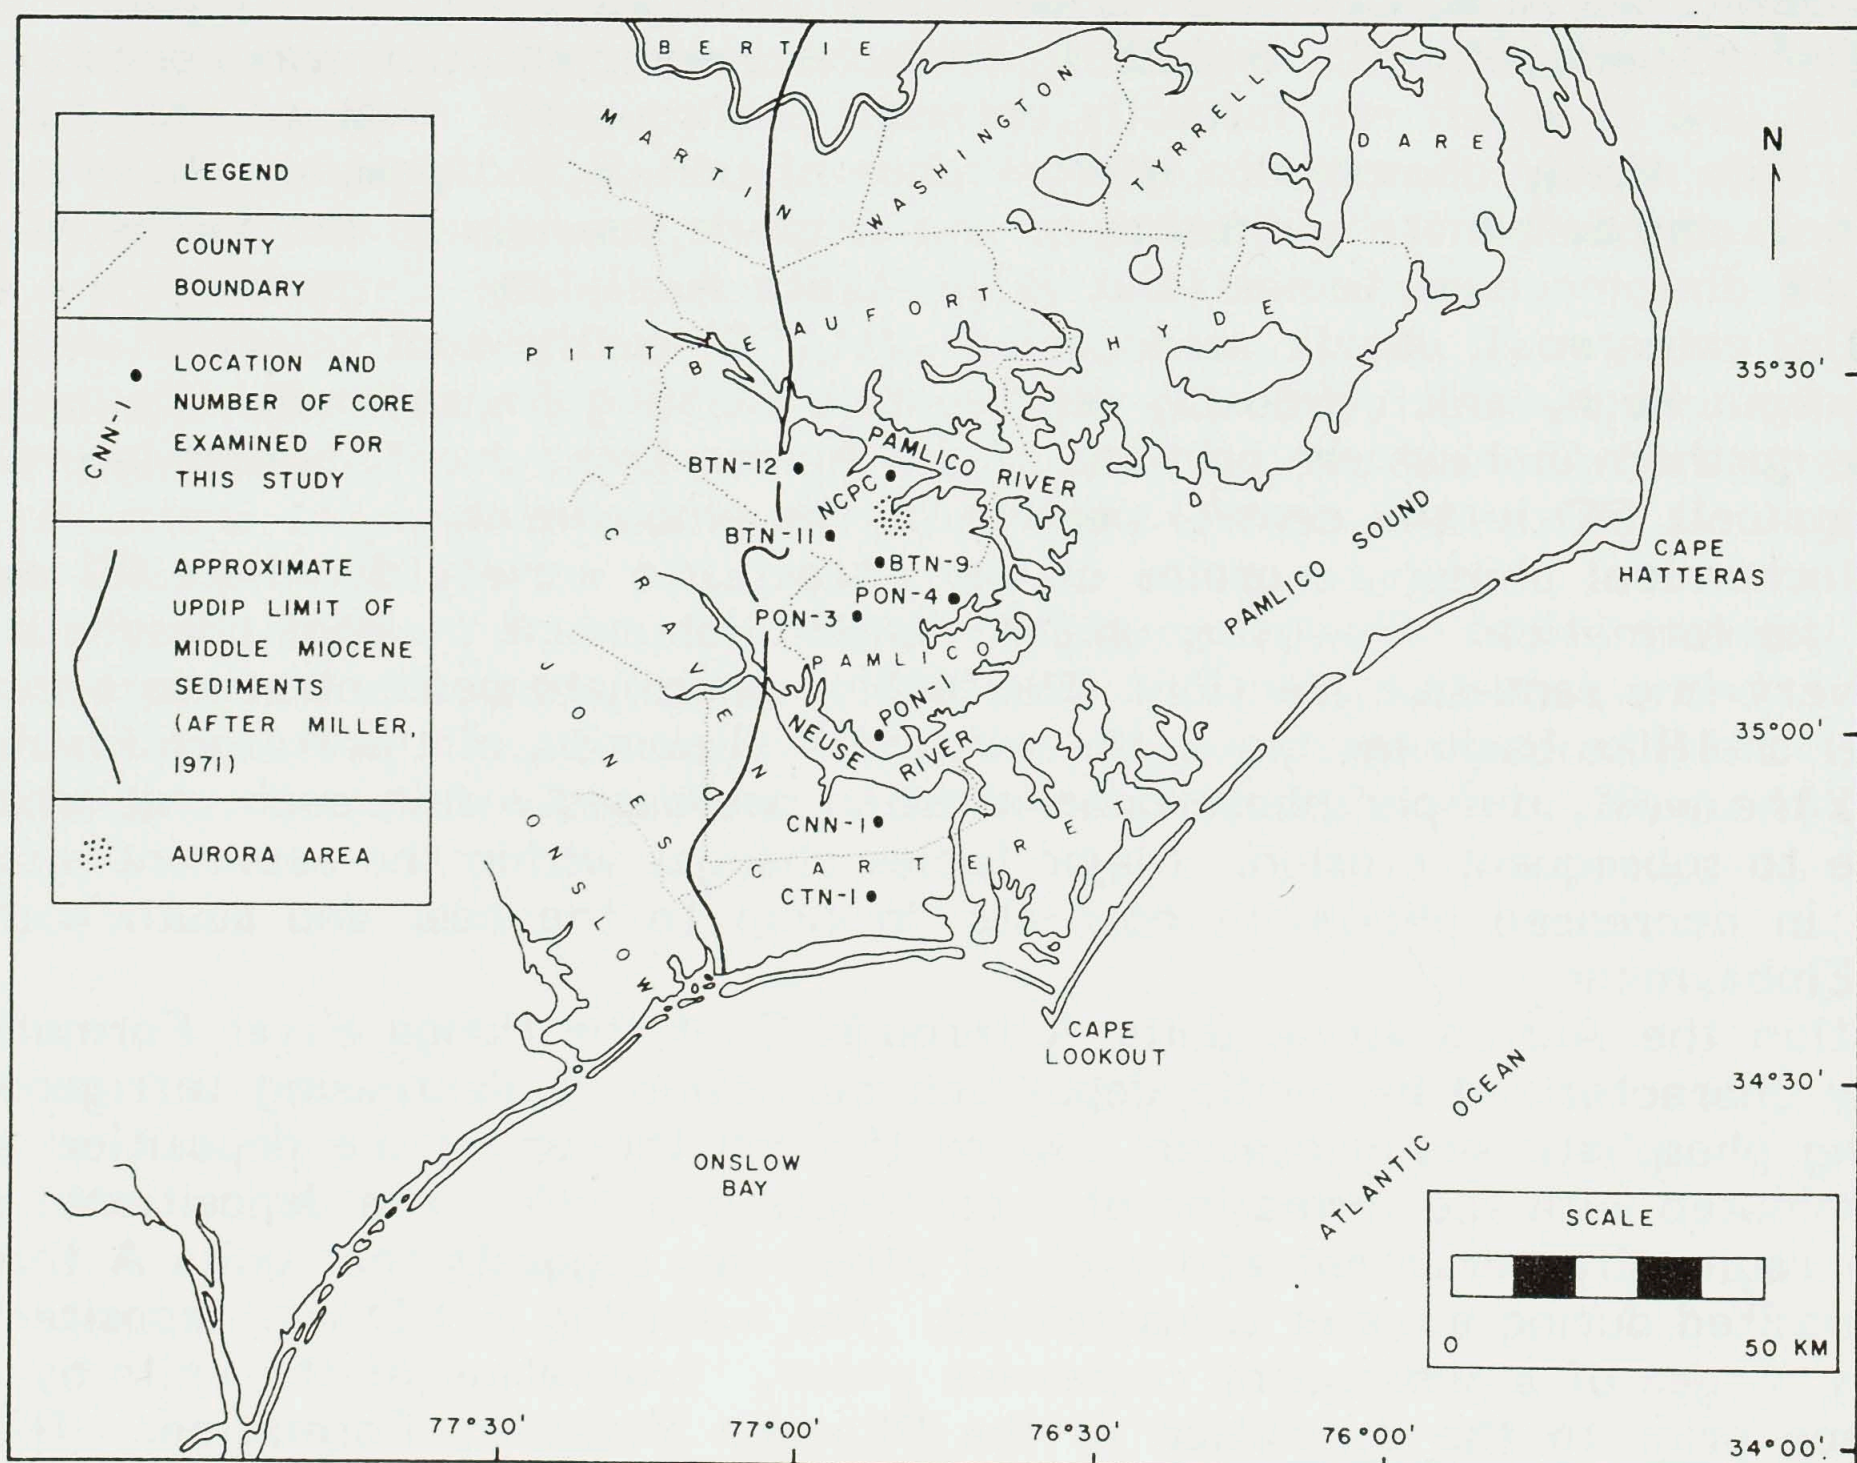 LEGEND
COUNTY
BOUNDARY
CNN-1
LOCATION AND
NUMBER OF CORE
EXAMINED FOR
THIS STUDY
APPROXIMATE
UPDIP LIMIT OF
MIDDLE MIOCENE
SEDIMENTS
(AFTER MILLER,
1971)
AURORA AREA
BERTIE
MARTIN
WASHINGTON
TYRRELL
DARE
N
PITT
BEAUFORT
HYDE
35°30'
PAMLICO RIVER
BTN-12
NCPC
BTN-11
BTN-9
PON-4
PON-3
PAMLICO
PON-1
CRAVEN
JONES
ONSLOW
NEUSE
RIVER
PAMLICO SOUND
CAPE
HATTERAS
35°00'
CNN-1
CARTERET
CTN-1
CAPE
LOOKOUT
34°30'
ONSLOW
BAY
ATLANTIC OCEAN
SCALE
0 50 KM
77°30' 77°00' 76°30' 76°00'
34°00'